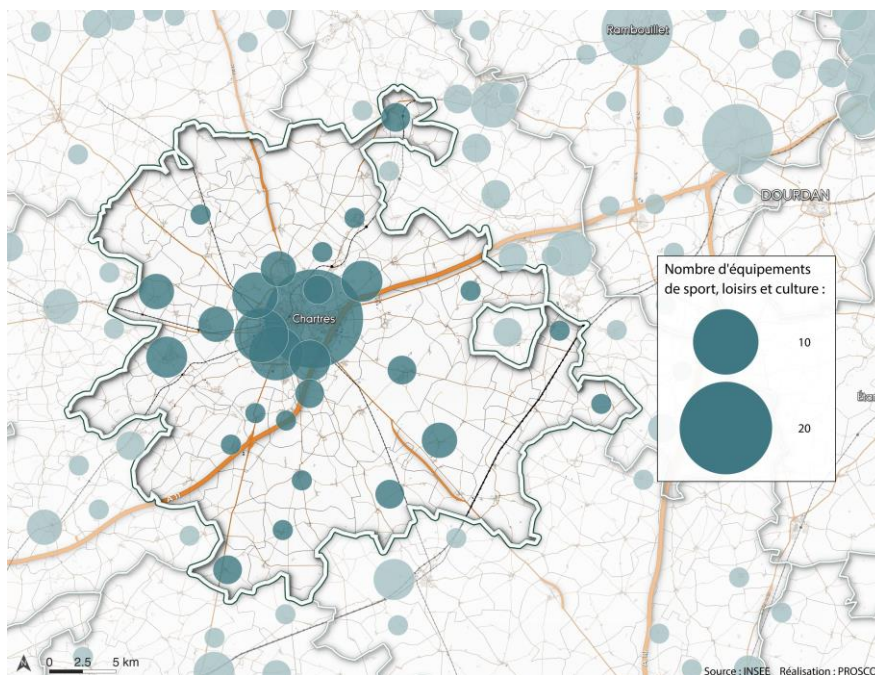 Rambouillet
DOURDAN
Nombre d'équipements
de sport, loisirs et culture :
10
20
Chartres
A 11
0 2.5 5 km
Source : INSEE Réalisation : PROSCO